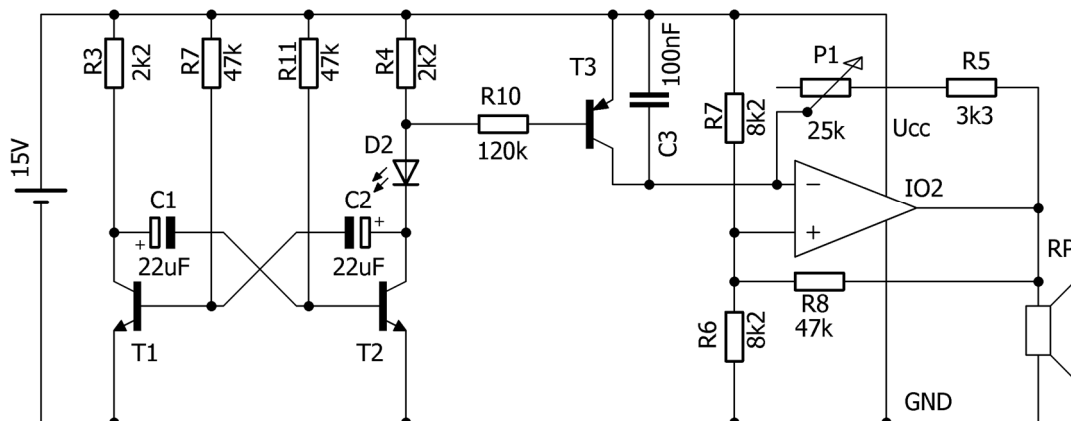 R3
2k2
R7
47k
R11
47k
R4
2k2
T3
100nF
C3
R7
8k2
P1
25k
R5
3k3
Ucc
15V
D2
R10
120k
C1
+
22uF
C2
+
22uF
−
+
IO2
RP
T1
T2
R6
8k2
R8
47k
GND